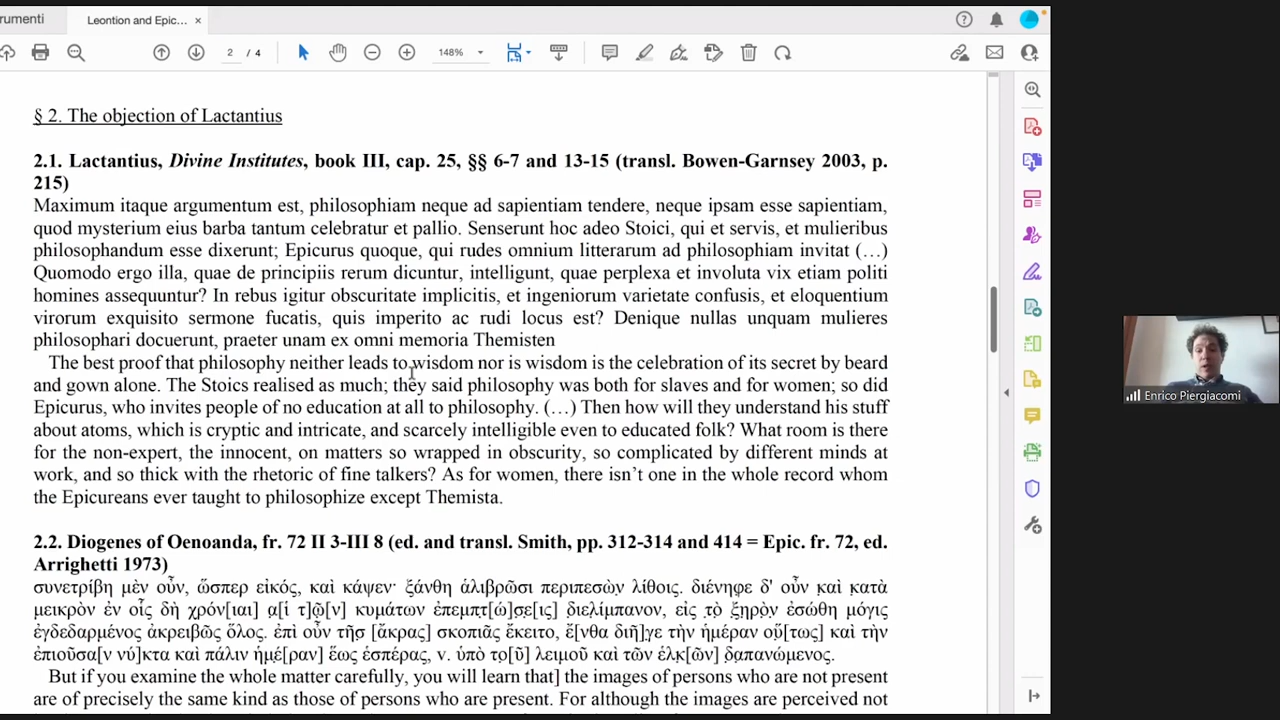 rumenti
Leontion and Epic... ×
2 / 4
148%
§ 2. The objection of Lactantius
2.1. Lactantius, Divine Institutes, book III, cap. 25, §§ 6-7 and 13-15 (transl. Bowen-Garnsey 2003, p.
215)
Maximum itaque argumentum est, philosophiam neque ad sapientiam tendere, neque ipsam esse sapientiam,
quod mysterium eius barba tantum celebratur et pallio. Senserunt hoc adeo Stoici, qui et servis, et mulieribus
philosophandum esse dixerunt; Epicurus quoque, qui rudes omnium litterarum ad philosophiam invitat (…)
Quomodo ergo illa, quae de principiis rerum dicuntur, intelligunt, quae perplexa et involuta vix etiam politi
homines assequuntur? In rebus igitur obscuritate implicitis, et ingeniorum varietate confusis, et eloquentium
virorum exquisito sermone fucatis, quis imperito ac rudi locus est? Denique nullas unquam mulieres
philosophari docuerunt, praeter unam ex omni memoria Themisten
The best proof that philosophy neither leads to wisdom nor is wisdom is the celebration of its secret by beard
and gown alone. The Stoics realised as much; they said philosophy was both for slaves and for women; so did
Epicurus, who invites people of no education at all to philosophy. (…) Then how will they understand his stuff
about atoms, which is cryptic and intricate, and scarcely intelligible even to educated folk? What room is there
for the non-expert, the innocent, on matters so wrapped in obscurity, so complicated by different minds at
work, and so thick with the rhetoric of fine talkers? As for women, there isn't one in the whole record whom
the Epicureans ever taught to philosophize except Themista.
2.2. Diogenes of Oenoanda, fr. 72 II 3-III 8 (ed. and transl. Smith, pp. 312-314 and 414 = Epic. fr. 72, ed.
Arrighetti 1973)
συνετρίβη μὲν οὖν, ὥσπερ εἰκός, καὶ κάψεν· ξάνθη ἁλιβρῶσι περιπεσὼν λίθοις. διένηφε δ' οὖν καὶ κατὰ
μεικρὸν ἐν οἷς δὴ χρόν[ιαι] α[ἱ τ]ῶ[ν] κυμάτων ἐπεμπτ[ώ]σε[ις] διελίμπανον, εἰς τὸ ξηρὸν ἐσώθη μόγις
ἐγδεδαρμένος ἀκρειβῶς ὅλος. ἐπὶ οὖν τῆσ [ἄκρας] σκοπιᾶς ἔκειτο, ἔ[νθα διῆ]γε τὴν ἡμέραν οὕ[τως] καὶ τὴν
ἐπιοῦσα[ν νύ]κτα καὶ πάλιν ἡμέ[ραν] ἕως ἑσπέρας, v. ὑπὸ το[ῦ] λειμοῦ καὶ τῶν ἑλκ[ῶν] δαπανώμενος.
But if you examine the whole matter carefully, you will learn that] the images of persons who are not present
are of precisely the same kind as those of persons who are present. For although the images are perceived not
Enrico Piergiacomi